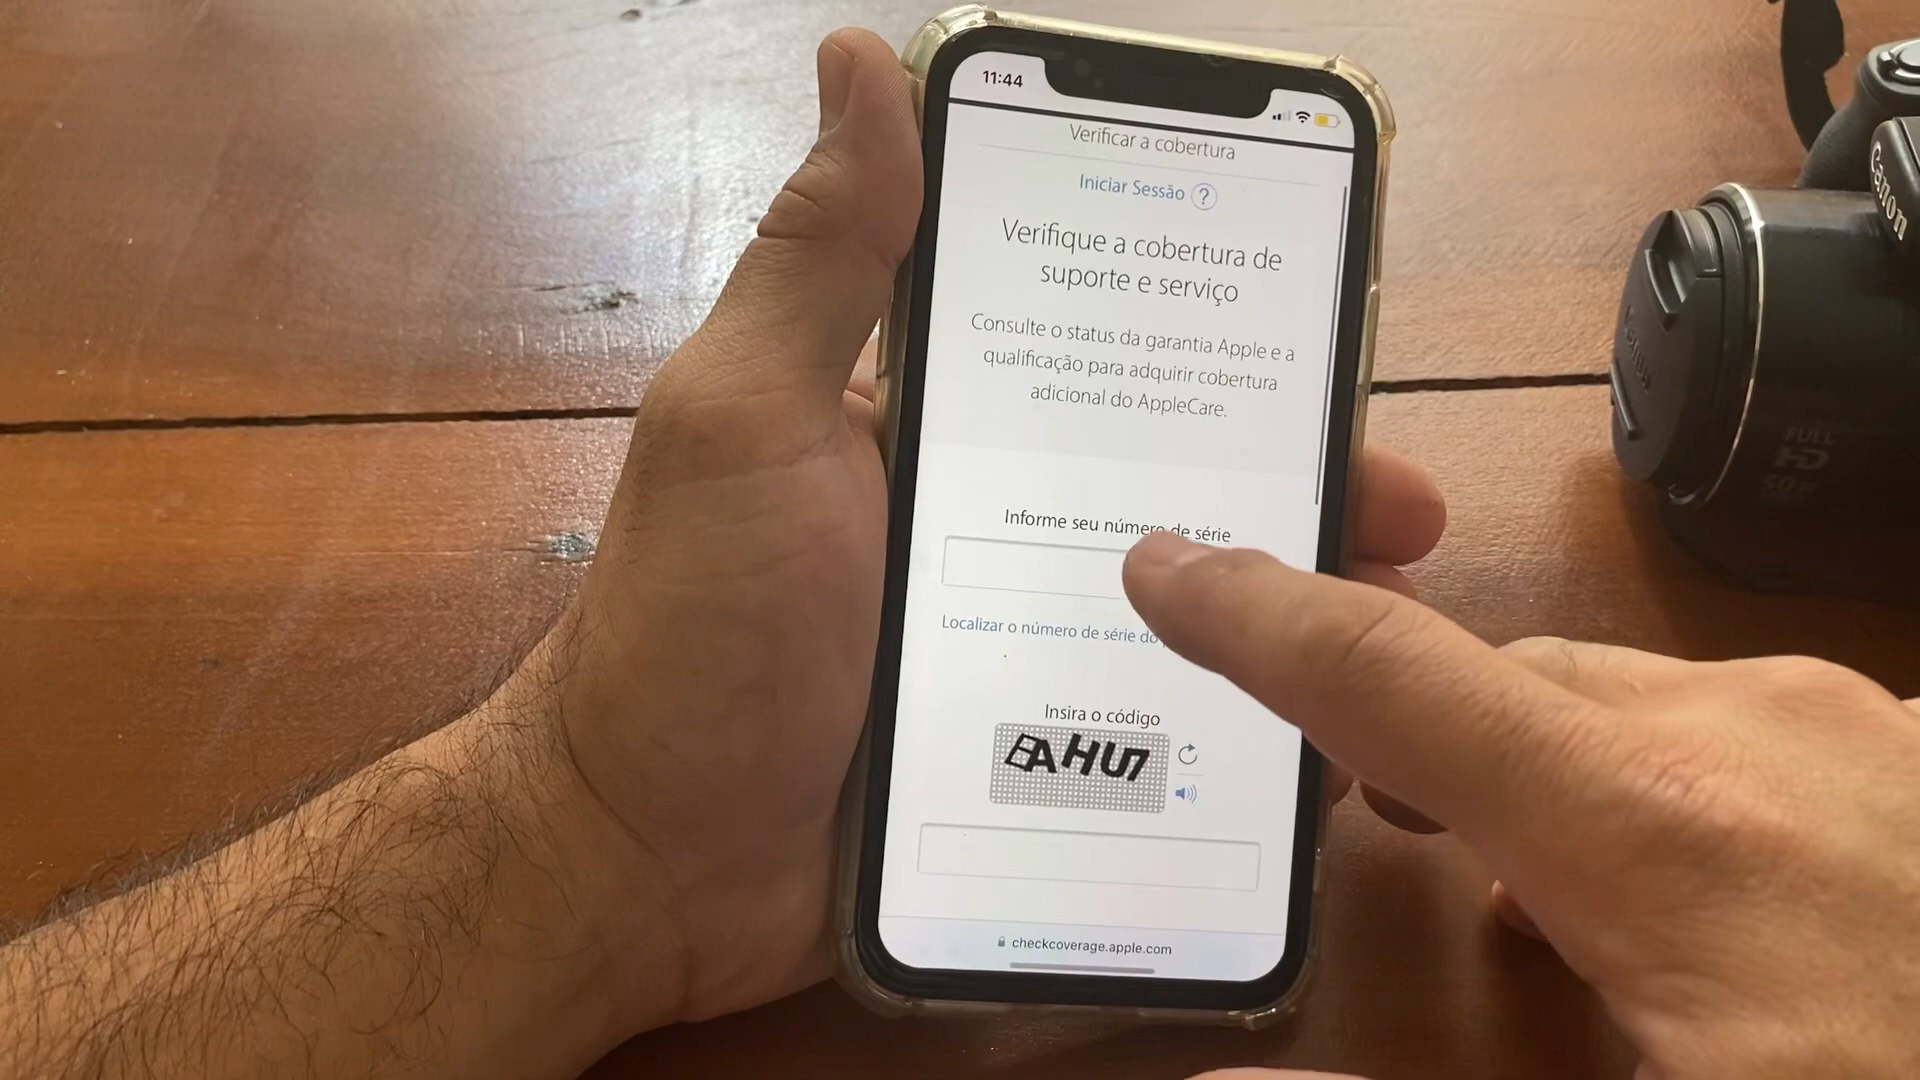 11:44
Verificar a cobertura
Iniciar Sessão ?
Verifique a cobertura de
suporte e serviço
Consulte o status da garantia Apple e a
qualificação para adquirir cobertura
adicional do AppleCare.
Informe seu número de série
Localizar o número de série do
Insira o código
AHU7
checkcoverage.apple.com
Canon
FULL
HD
50x